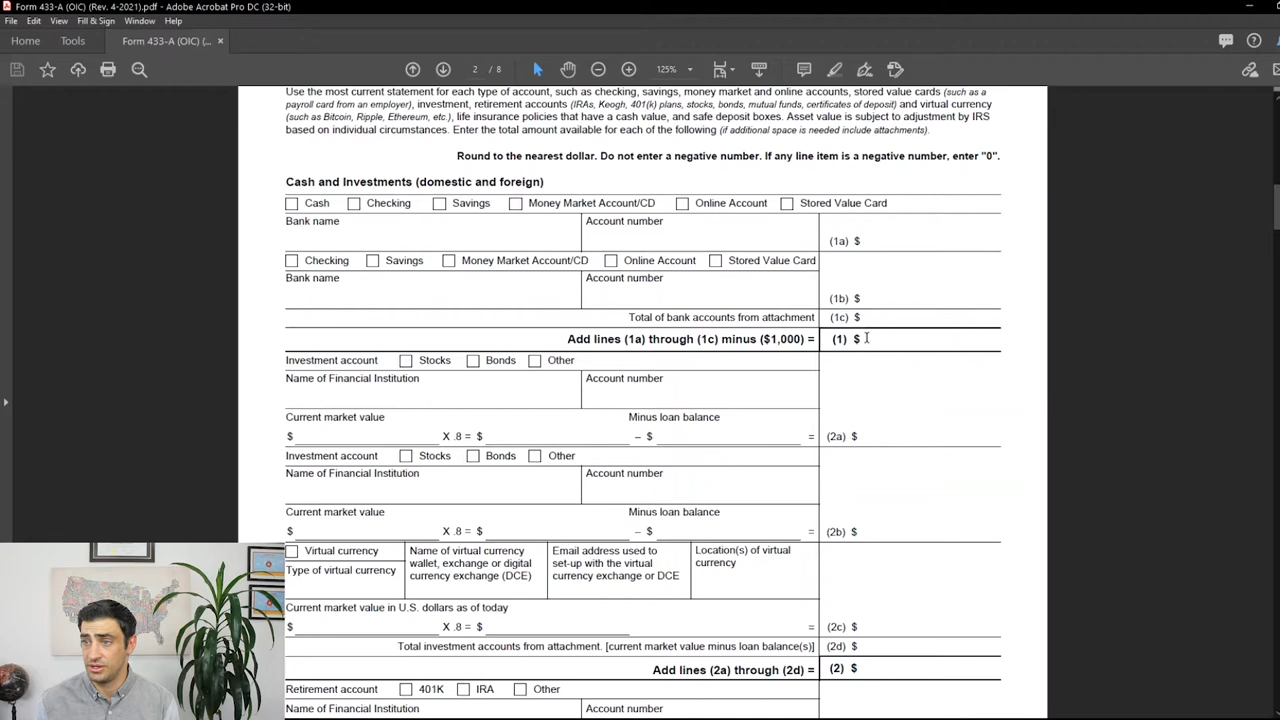 Form 433-A (OIC) (Rev. 4-2021).pdf - Adobe Acrobat Pro DC (32-bit)
File Edit View Fill & Sign Window Help
Home Tools Form 433-A (OIC) (... ×
2 / 8 125%
Use the most current statement for each type of account, such as checking, savings, money market and online accounts, stored value cards (such as a
payroll card from an employer), investment, retirement accounts (IRAs, Keogh, 401(k) plans, stocks, bonds, mutual funds, certificates of deposit) and virtual currency
(such as Bitcoin, Ripple, Ethereum, etc.), life insurance policies that have a cash value, and safe deposit boxes. Asset value is subject to adjustment by IRS
based on individual circumstances. Enter the total amount available for each of the following (if additional space is needed include attachments).
Round to the nearest dollar. Do not enter a negative number. If any line item is a negative number, enter "0".
Cash and Investments (domestic and foreign)
Cash Checking Savings Money Market Account/CD Online Account Stored Value Card
Bank name Account number
(1a) $
Checking Savings Money Market Account/CD Online Account Stored Value Card
Bank name Account number
(1b) $
Total of bank accounts from attachment (1c) $
Add lines (1a) through (1c) minus ($1,000) = (1) $
Investment account Stocks Bonds Other
Name of Financial Institution Account number
Current market value Minus loan balance
$ X .8 = $ – $ = (2a) $
Investment account Stocks Bonds Other
Name of Financial Institution Account number
Current market value Minus loan balance
$ X .8 = $ – $ = (2b) $
Virtual currency Name of virtual currency Email address used to Location(s) of virtual
wallet, exchange or digital set-up with the virtual currency
Type of virtual currency currency exchange (DCE) currency exchange or DCE
Current market value in U.S. dollars as of today
$ X .8 = $ = (2c) $
Total investment accounts from attachment. [current market value minus loan balance(s)] (2d) $
Add lines (2a) through (2d) = (2) $
Retirement account 401K IRA Other
Name of Financial Institution Account number